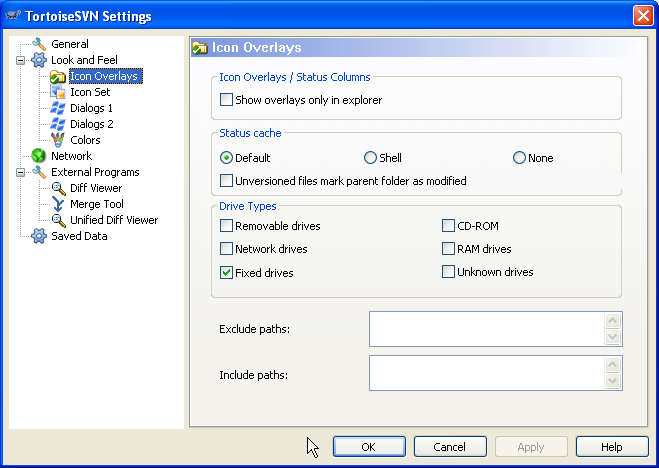 TortoiseSVN Settings
General
Look and Feel
Icon Overlays
Icon Set
Dialogs 1
Dialogs 2
Colors
Network
External Programs
Diff Viewer
Merge Tool
Unified Diff Viewer
Saved Data
Icon Overlays
Icon Overlays / Status Columns
Show overlays only in explorer
Status cache
Default Shell None
Unversioned files mark parent folder as modified
Drive Types
Removable drives CD-ROM
Network drives RAM drives
Fixed drives Unknown drives
Exclude paths:
Include paths:
OK Cancel Apply Help